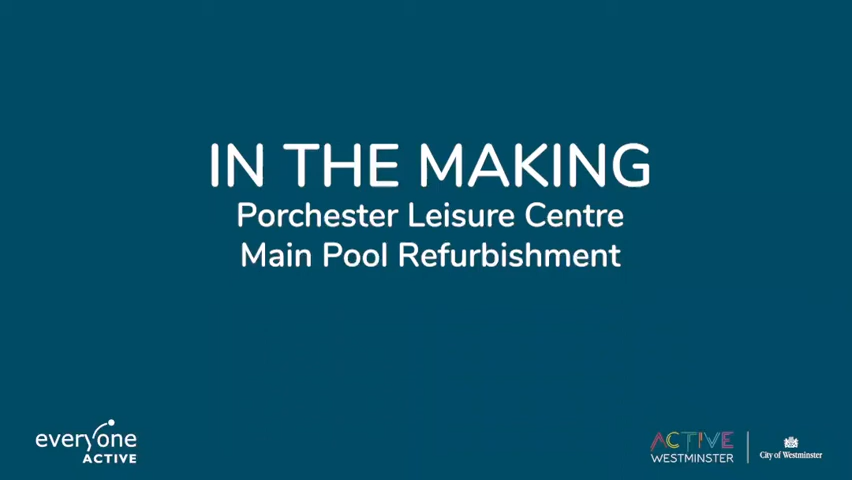 IN THE MAKING
Porchester Leisure Centre
Main Pool Refurbishment
everyone
ACTIVE
ACTIVE
WESTMINSTER
City of Westminster